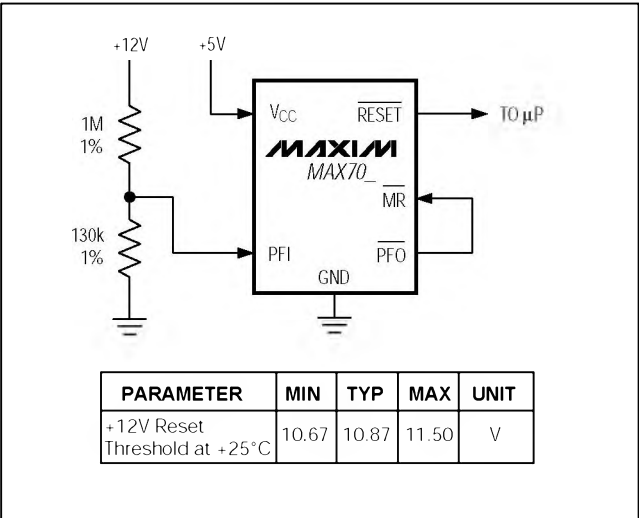 +12V +5V
VCC RESET TO µP
1M
1%
MAXIM
MAX70_
MR
130k
1%
PFI PFO
GND
PARAMETER MIN TYP MAX UNIT
+12V Reset
Threshold at +25°C 10.67 10.87 11.50 V